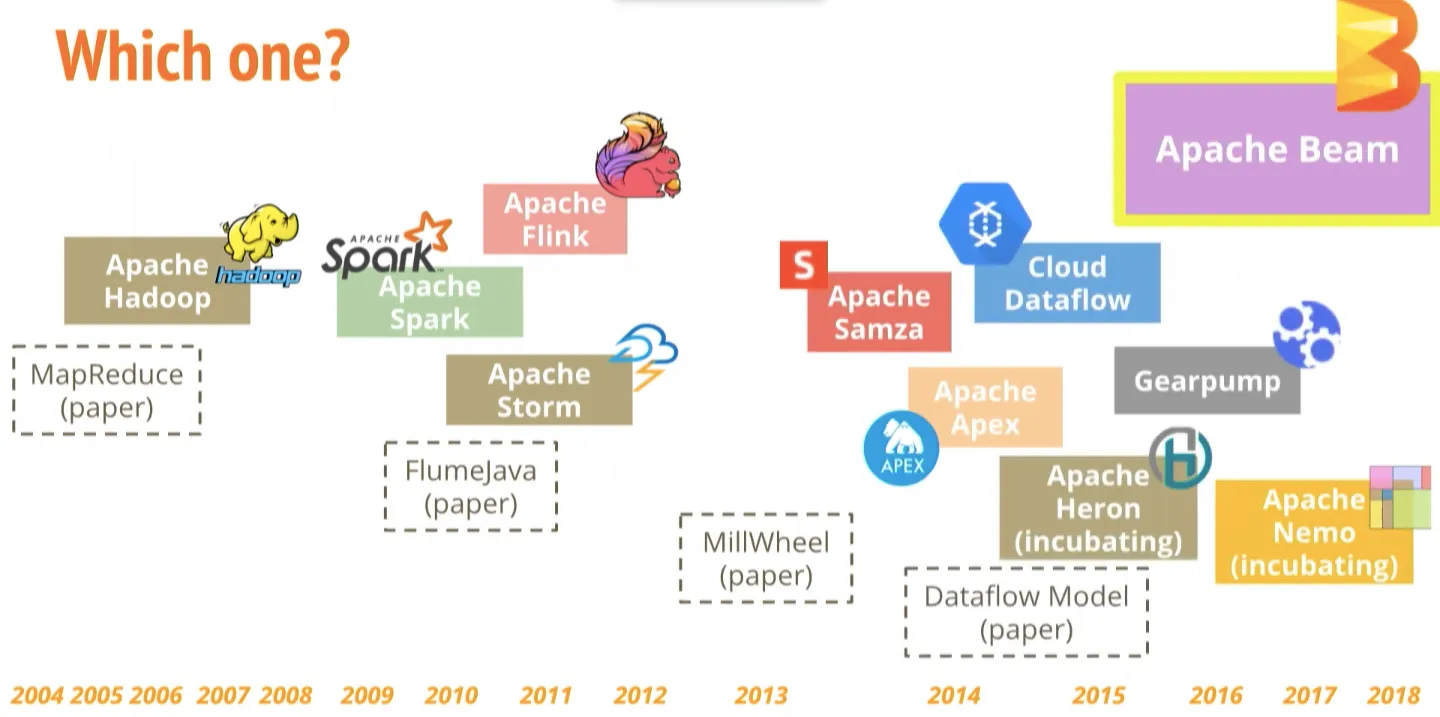 Which one?
Apache Beam
Apache
Flink
Apache
Hadoop
hadoop
APACHE
Spark
Apache
Spark
S
Apache
Samza
Cloud
Dataflow
MapReduce
(paper)
Apache
Storm
Apache
Apex
APEX
Gearpump
FlumeJava
(paper)
Apache
Heron
(incubating)
Apache
Nemo
(incubating)
MillWheel
(paper)
Dataflow Model
(paper)
2004 2005 2006 2007 2008 2009 2010 2011 2012 2013 2014 2015 2016 2017 2018